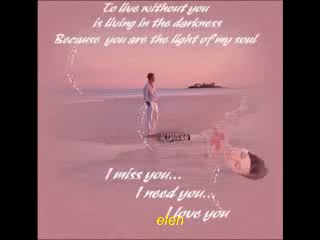 To live without you
is living in the darkness
Because you are the light of my soul
I miss you...
I need you...
I love you
elen